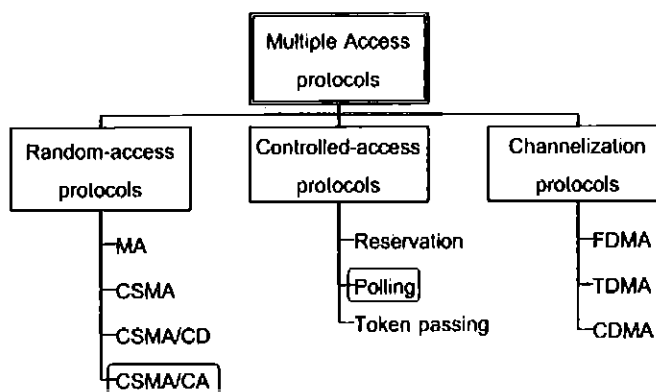 Multiple Access
protocols
Random-access
protocols
Controlled-access
protocols
Channelization
protocols
MA
CSMA
CSMA/CD
CSMA/CA
Reservation
Polling
Token passing
FDMA
TDMA
CDMA